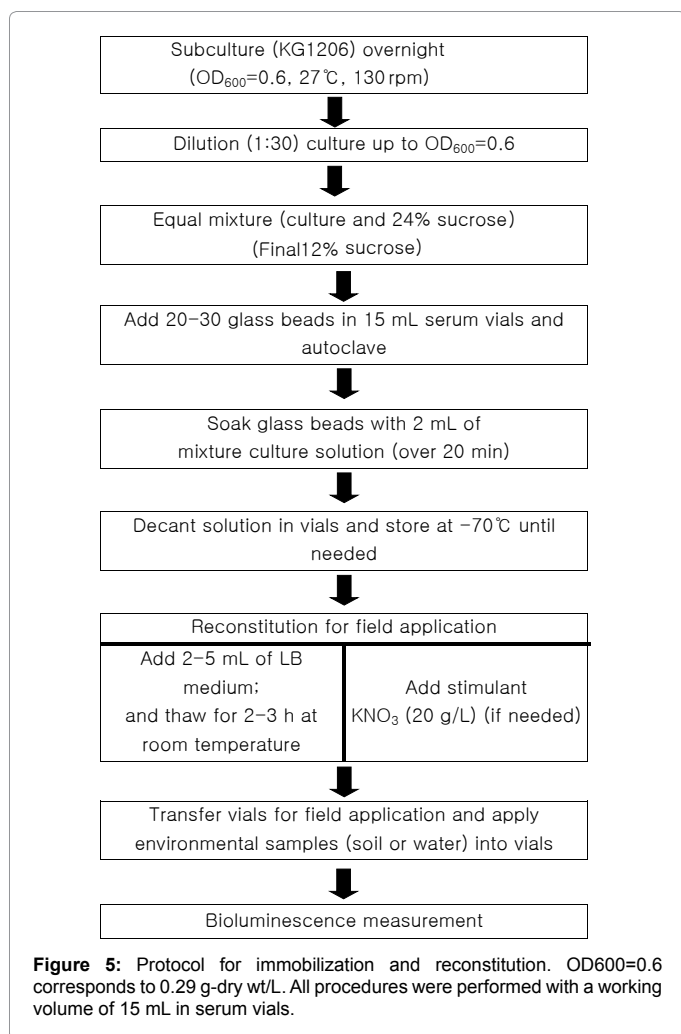 Subculture (KG1206) overnight
(OD₆₀₀=0.6, 27℃, 130 rpm)
Dilution (1:30) culture up to OD₆₀₀=0.6
Equal mixture (culture and 24% sucrose)
(Final12% sucrose)
Add 20-30 glass beads in 15 mL serum vials and
autoclave
Soak glass beads with 2 mL of
mixture culture solution (over 20 min)
Decant solution in vials and store at -70℃ until
needed
Reconstitution for field application
Add 2-5 mL of LB
medium;
and thaw for 2-3 h at
room temperature
Add stimulant
KNO₃ (20 g/L) (if needed)
Transfer vials for field application and apply
environmental samples (soil or water) into vials
Bioluminescence measurement
Figure 5: Protocol for immobilization and reconstitution. OD600=0.6
corresponds to 0.29 g-dry wt/L. All procedures were performed with a working
volume of 15 mL in serum vials.